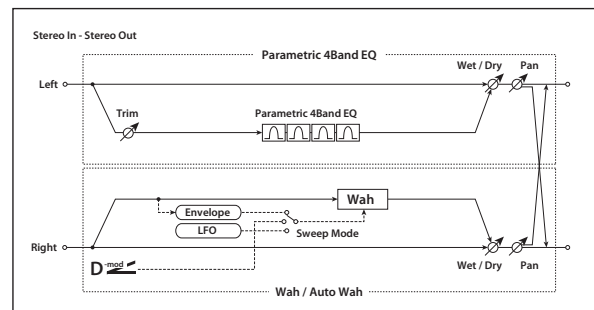 Stereo In - Stereo Out
Parametric 4Band EQ
Wet / Dry
Pan
Left
Trim
Parametric 4Band EQ
Wah
Envelope
LFO
Sweep Mode
Right
D-mod
Wet / Dry
Pan
Wah / Auto Wah